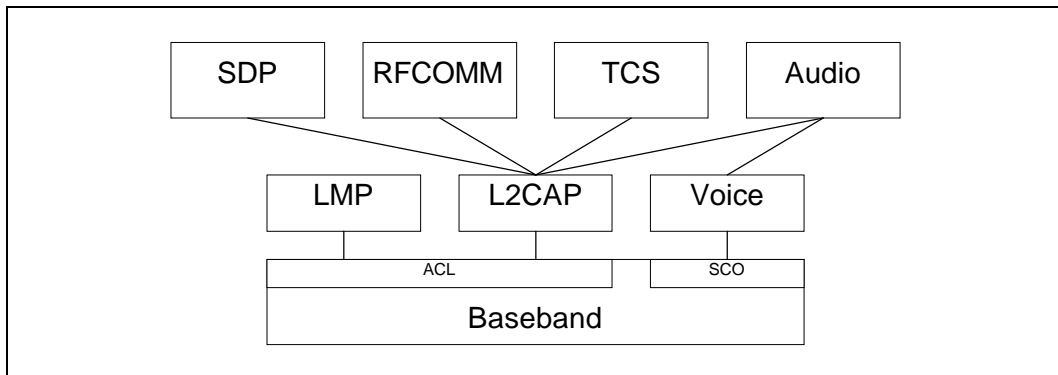 SDP
RFCOMM
TCS
Audio
LMP
L2CAP
Voice
ACL
SCO
Baseband